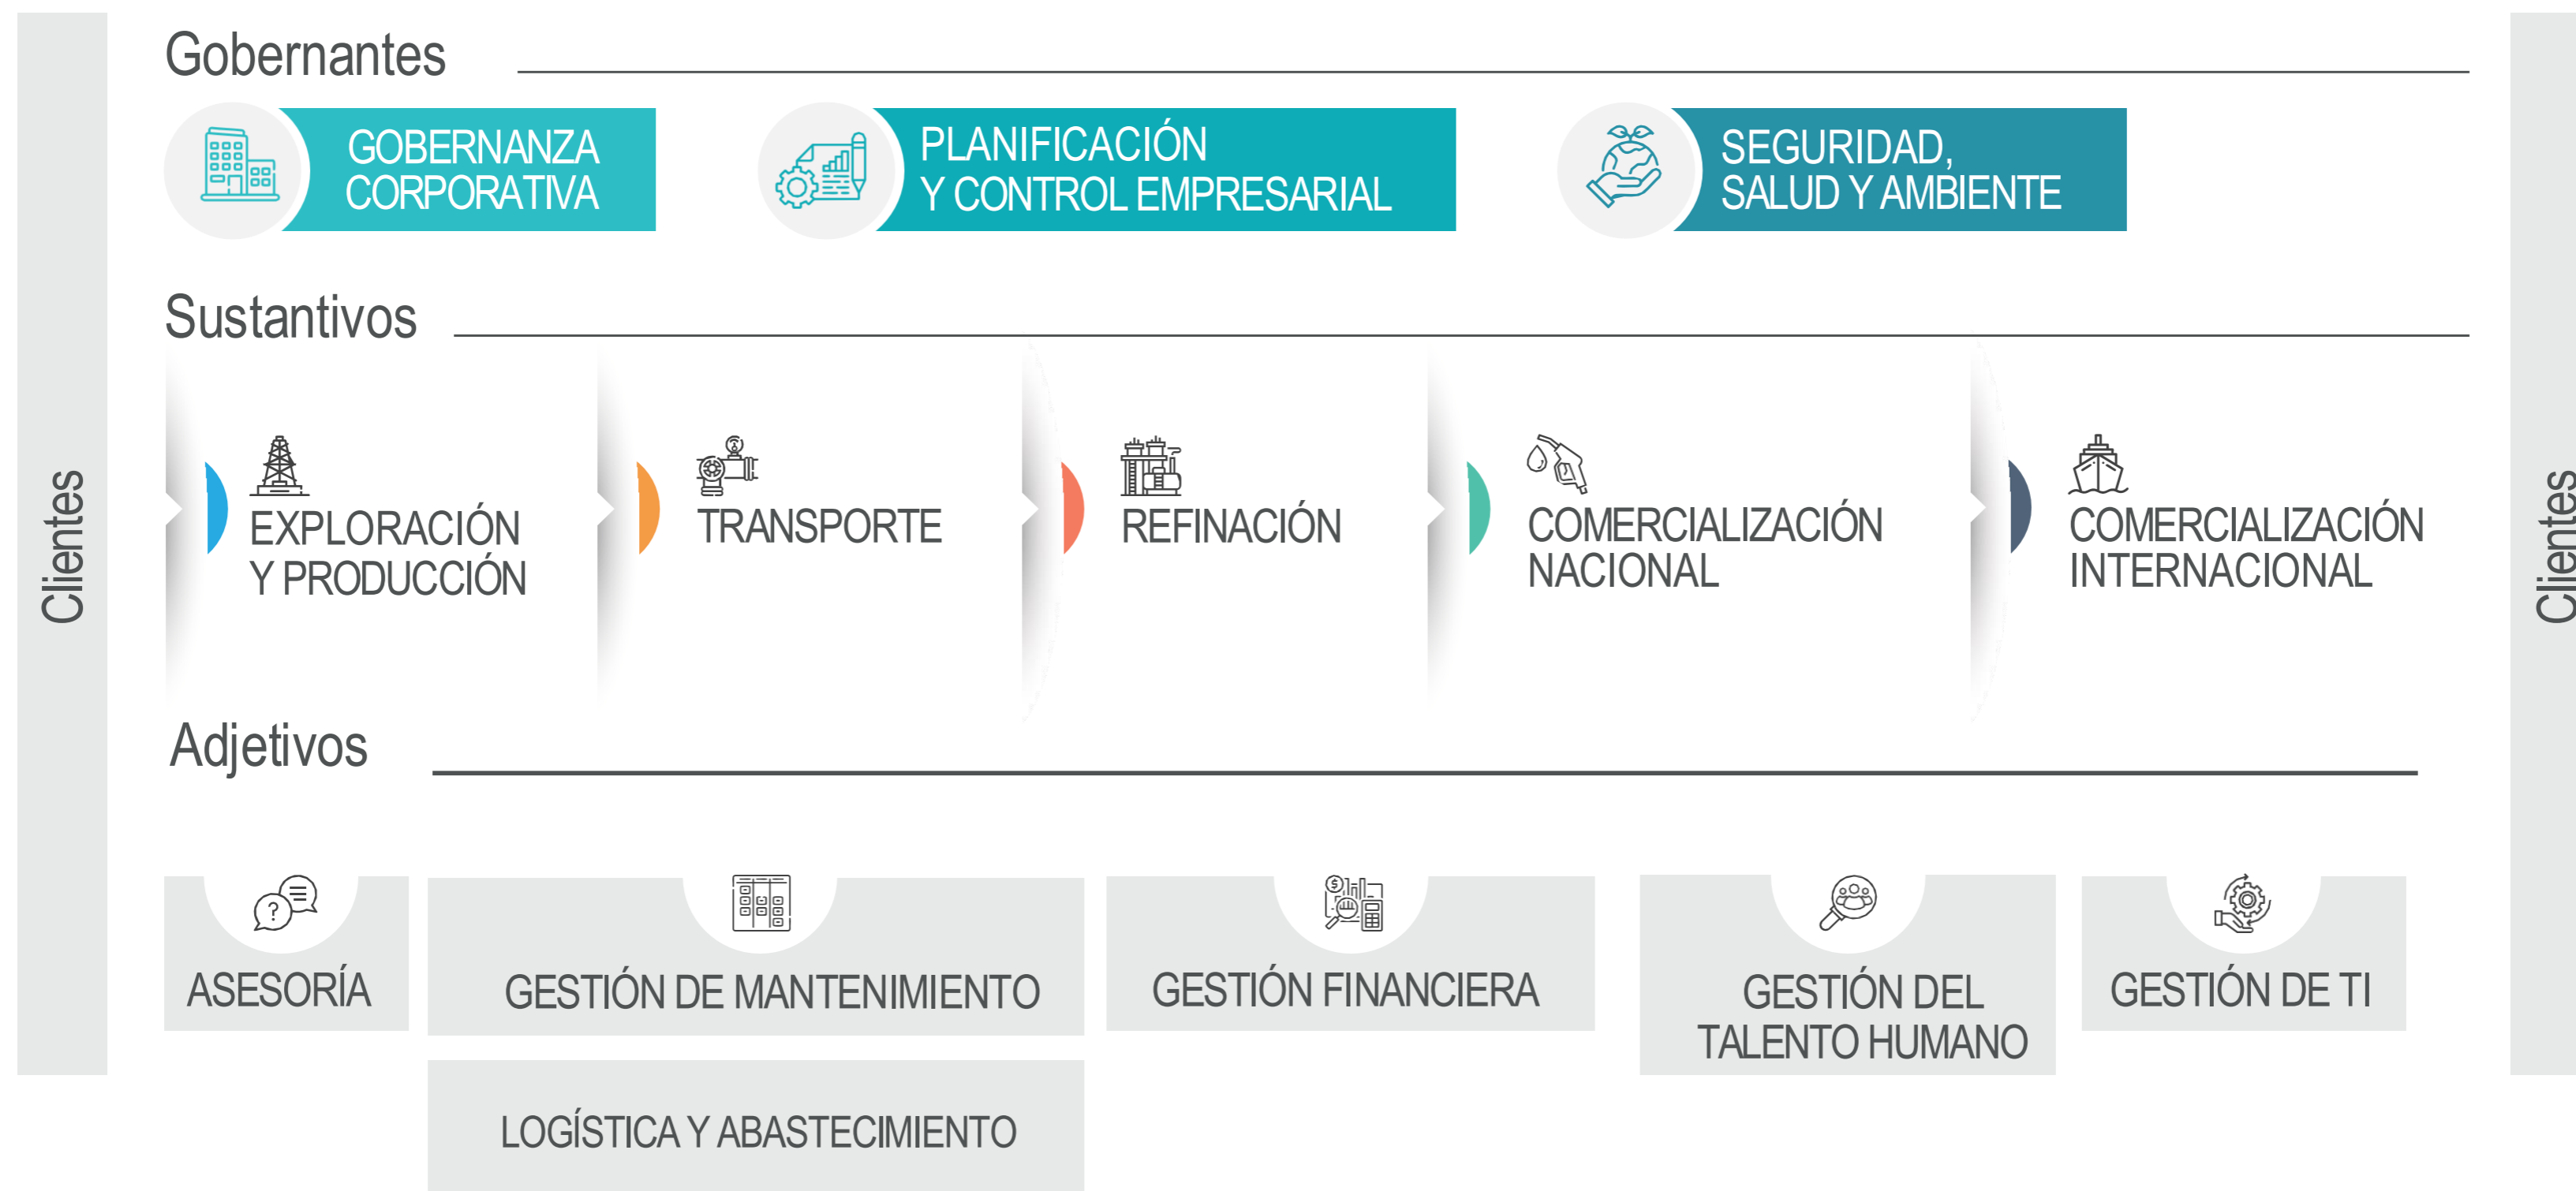 Clientes
Gobernantes
GOBERNANZA
CORPORATIVA
PLANIFICACIÓN
Y CONTROL EMPRESARIAL
SEGURIDAD,
SALUD Y AMBIENTE
Sustantivos
EXPLORACIÓN
Y PRODUCCIÓN
TRANSPORTE
REFINACIÓN
COMERCIALIZACIÓN
NACIONAL
COMERCIALIZACIÓN
INTERNACIONAL
Adjetivos
ASESORÍA
GESTIÓN DE MANTENIMIENTO
LOGÍSTICA Y ABASTECIMIENTO
GESTIÓN FINANCIERA
GESTIÓN DEL
TALENTO HUMANO
GESTIÓN DE TI
Clientes